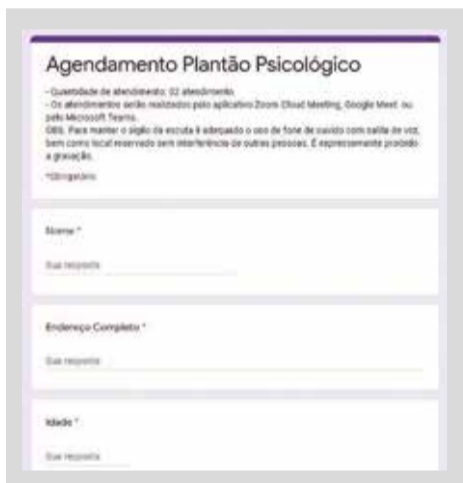 Agendamento Plantão Psicológico
- Quantidade de atendimento: 02 atendimento.
- Os atendimentos serão realizados pelo aplicativo Zoom Cloud Meeting, Google Meet ou
pelo Microsoft Teams.
OBS. Para manter o sigilo da escuta é adequado o uso de fone de ouvido com saída de voz,
bem como local reservado sem interferência de outras pessoas. É expressamente proibido
a gravação.
*Obrigatório
Nome *
Sua resposta
Endereço Completo *
Sua resposta
Idade *
Sua resposta